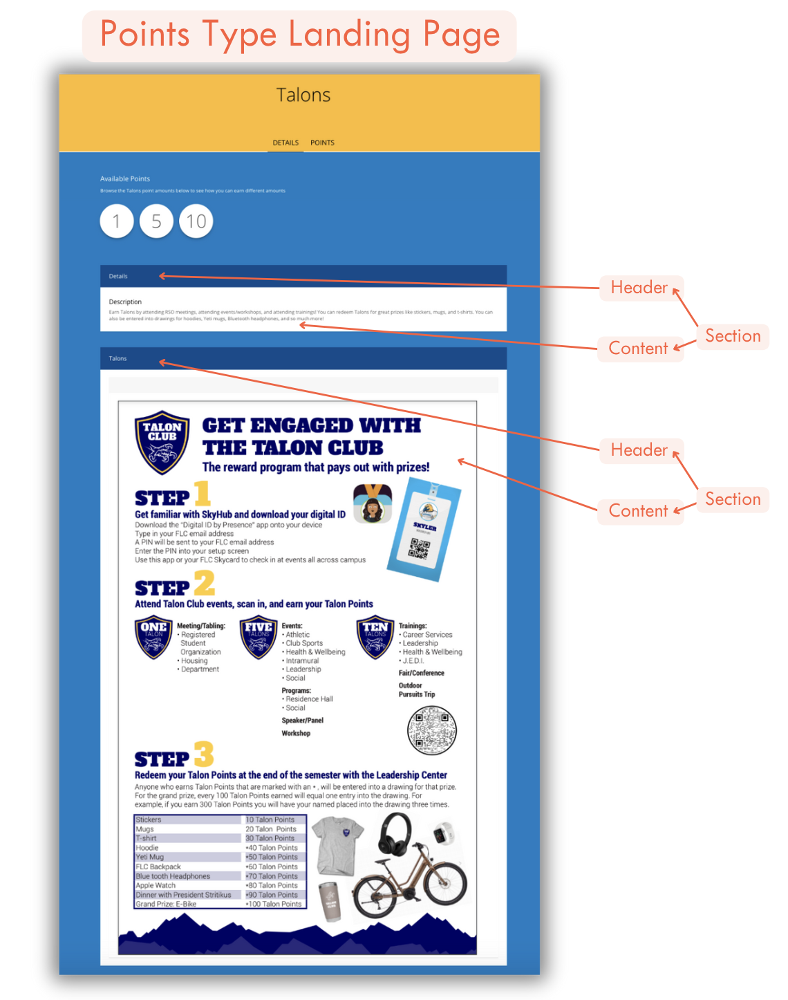 Points Type Landing Page
Talons
DETAILS POINTS
Available Points
Browse the Talons point amounts below to see how you can earn different amounts
1 5 10
Details
Header
Description
Earn Talons by attending RSO meetings, attending events/workshops, and attending trainings! You can redeem Talons for great prizes like stickers, mugs, and t-shirts. You can
also be entered into drawings for hoodies, Yeti mugs, Bluetooth headphones, and so much more!
Content
Section
Talons
TALON
CLUB
GET ENGAGED WITH
THE TALON CLUB
The reward program that pays out with prizes!
Header
Content
Section
STEP 1
Get familiar with SkyHub and download your digital ID
Download the “Digital ID by Presence” app onto your device
Type in your FLC email address
A PIN will be sent to your FLC email address
Enter the PIN into your setup screen
Use this app or your FLC Skycard to check in at events all across campus
SKYLER
STEP 2
Attend Talon Club events, scan in, and earn your Talon Points
ONE
TALON
Meeting/Tabling:
• Registered
Student
Organization
• Housing
• Department
FIVE
TALONS
Events:
• Athletic
• Club Sports
• Health & Wellbeing
• Intramural
• Leadership
• Social
Programs:
• Residence Hall
• Social
Speaker/Panel
Workshop
TEN
TALONS
Trainings:
• Career Services
• Leadership
• Health & Wellbeing
• J.E.D.I.
Fair/Conference
Outdoor
Pursuits Trip
STEP 3
Redeem your Talon Points at the end of the semester with the Leadership Center
Anyone who earns Talon Points that are marked with an * , will be entered into a drawing for that prize.
For the grand prize, every 100 Talon Points earned will equal one entry into the drawing. For
example, if you earn 300 Talon Points you will have your named placed into the drawing three times.
Stickers 10 Talon Points
Mugs 20 Talon Points
T-shirt 30 Talon Points
Hoodie *40 Talon Points
Yeti Mug *50 Talon Points
FLC Backpack *60 Talon Points
Blue tooth Headphones *70 Talon Points
Apple Watch *80 Talon Points
Dinner with President Stritikus *90 Talon Points
Grand Prize: E-Bike *100 Talon Points
TALON
CLUB